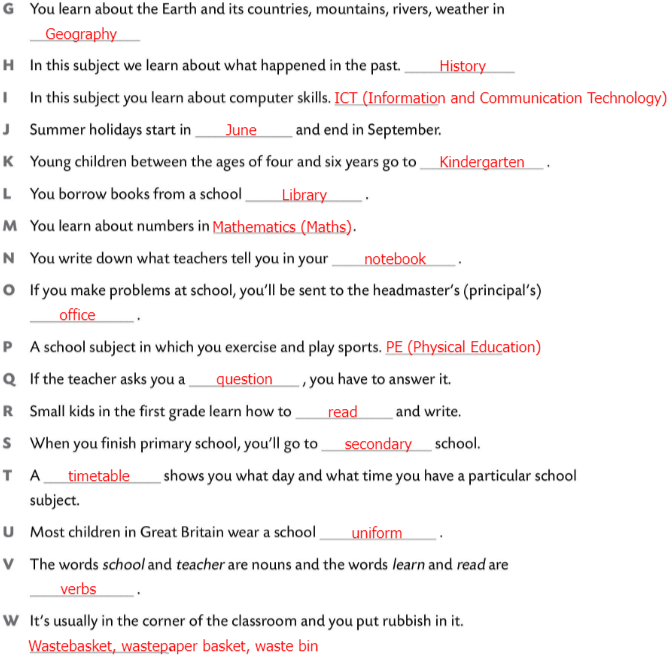 G You learn about the Earth and its countries, mountains, rivers, weather in
Geography
H In this subject we learn about what happened in the past. History
I In this subject you learn about computer skills. ICT (Information and Communication Technology)
J Summer holidays start in June and end in September.
K Young children between the ages of four and six years go to Kindergarten .
L You borrow books from a school Library .
M You learn about numbers in Mathematics (Maths).
N You write down what teachers tell you in your notebook .
O If you make problems at school, you'll be sent to the headmaster's (principal's)
office .
P A school subject in which you exercise and play sports. PE (Physical Education)
Q If the teacher asks you a question , you have to answer it.
R Small kids in the first grade learn how to read and write.
S When you finish primary school, you'll go to secondary school.
T A timetable shows you what day and what time you have a particular school
subject.
U Most children in Great Britain wear a school uniform .
V The words school and teacher are nouns and the words learn and read are
verbs .
W It's usually in the corner of the classroom and you put rubbish in it.
Wastebasket, wastepaper basket, waste bin